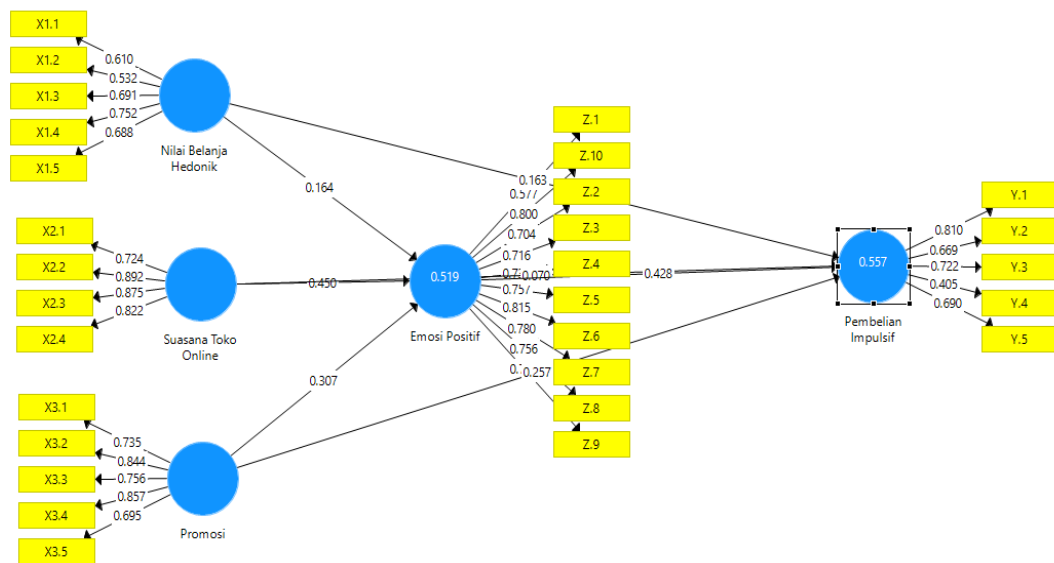 X1.1
X1.2
X1.3
X1.4
X1.5
0.610
0.532
0.691
0.752
0.688
Nilai Belanja
Hedonik
X2.1
X2.2
X2.3
X2.4
0.724
0.892
0.875
0.822
Suasana Toko
Online
X3.1
X3.2
X3.3
X3.4
X3.5
0.735
0.844
0.756
0.857
0.695
Promosi
0.164
0.450
0.307
0.519
Emosi Positif
Z.1
Z.10
Z.2
Z.3
Z.4
Z.5
Z.6
Z.7
Z.8
Z.9
0.163
0.577
0.800
0.704
0.716
0.070
0.428
0.757
0.815
0.780
0.756
0.257
0.557
Pembelian
Impulsif
0.810
0.669
0.722
0.405
0.690
Y.1
Y.2
Y.3
Y.4
Y.5